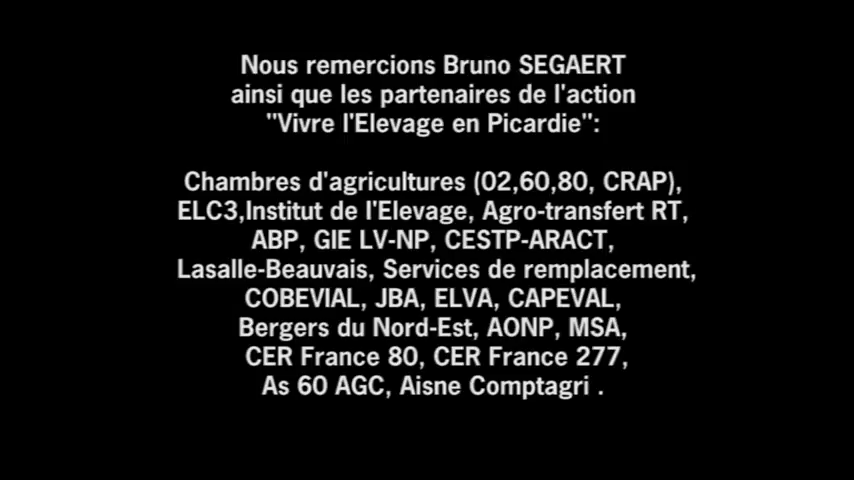 Nous remercions Bruno SEGAERT
ainsi que les partenaires de l'action
"Vivre l'Elevage en Picardie":
Chambres d'agricultures (02,60,80, CRAP),
ELC3,Institut de l'Elevage, Agro-transfert RT,
ABP, GIE LV-NP, CESTP-ARACT,
Lasalle-Beauvais, Services de remplacement,
COBEVIAL, JBA, ELVA, CAPEVAL,
Bergers du Nord-Est, AONP, MSA,
CER France 80, CER France 277,
As 60 AGC, Aisne Comptagri .